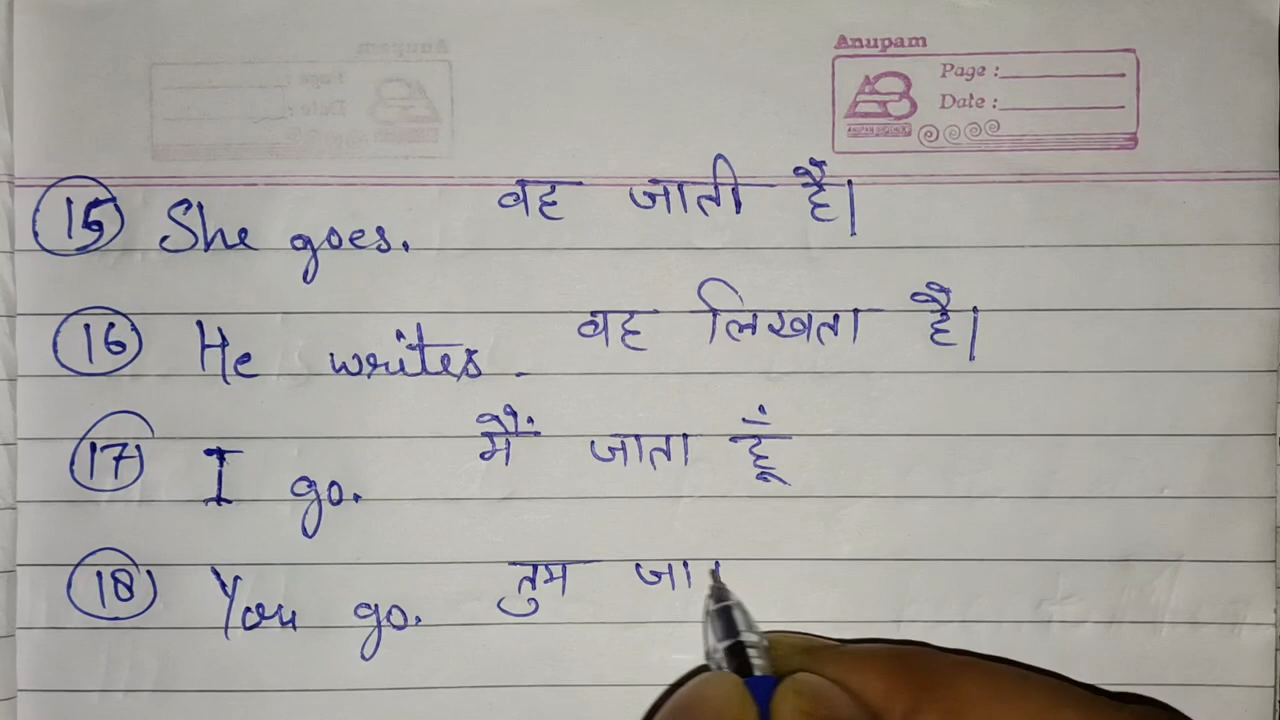 Anupam
Page :
Date :
15 She goes. वह जाती है।
16 He writes. वह लिखता है।
17 I go. मैं जाता हूँ
18 You go. तुम जा